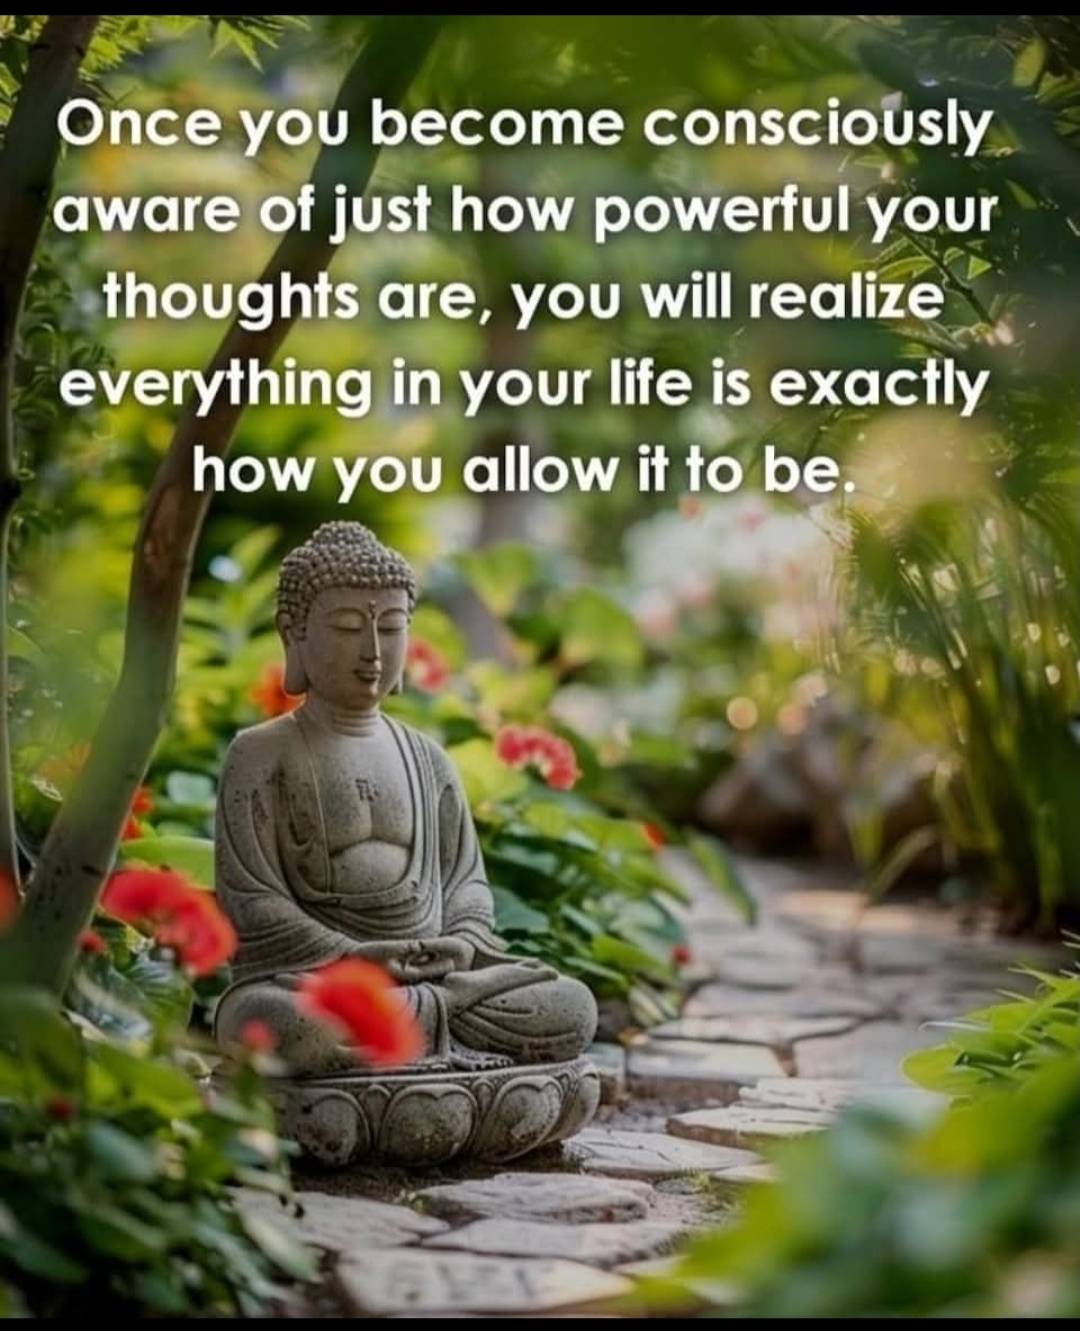 Once you become consciously
aware of just how powerful your
thoughts are, you will realize
everything in your life is exactly
how you allow it to be.